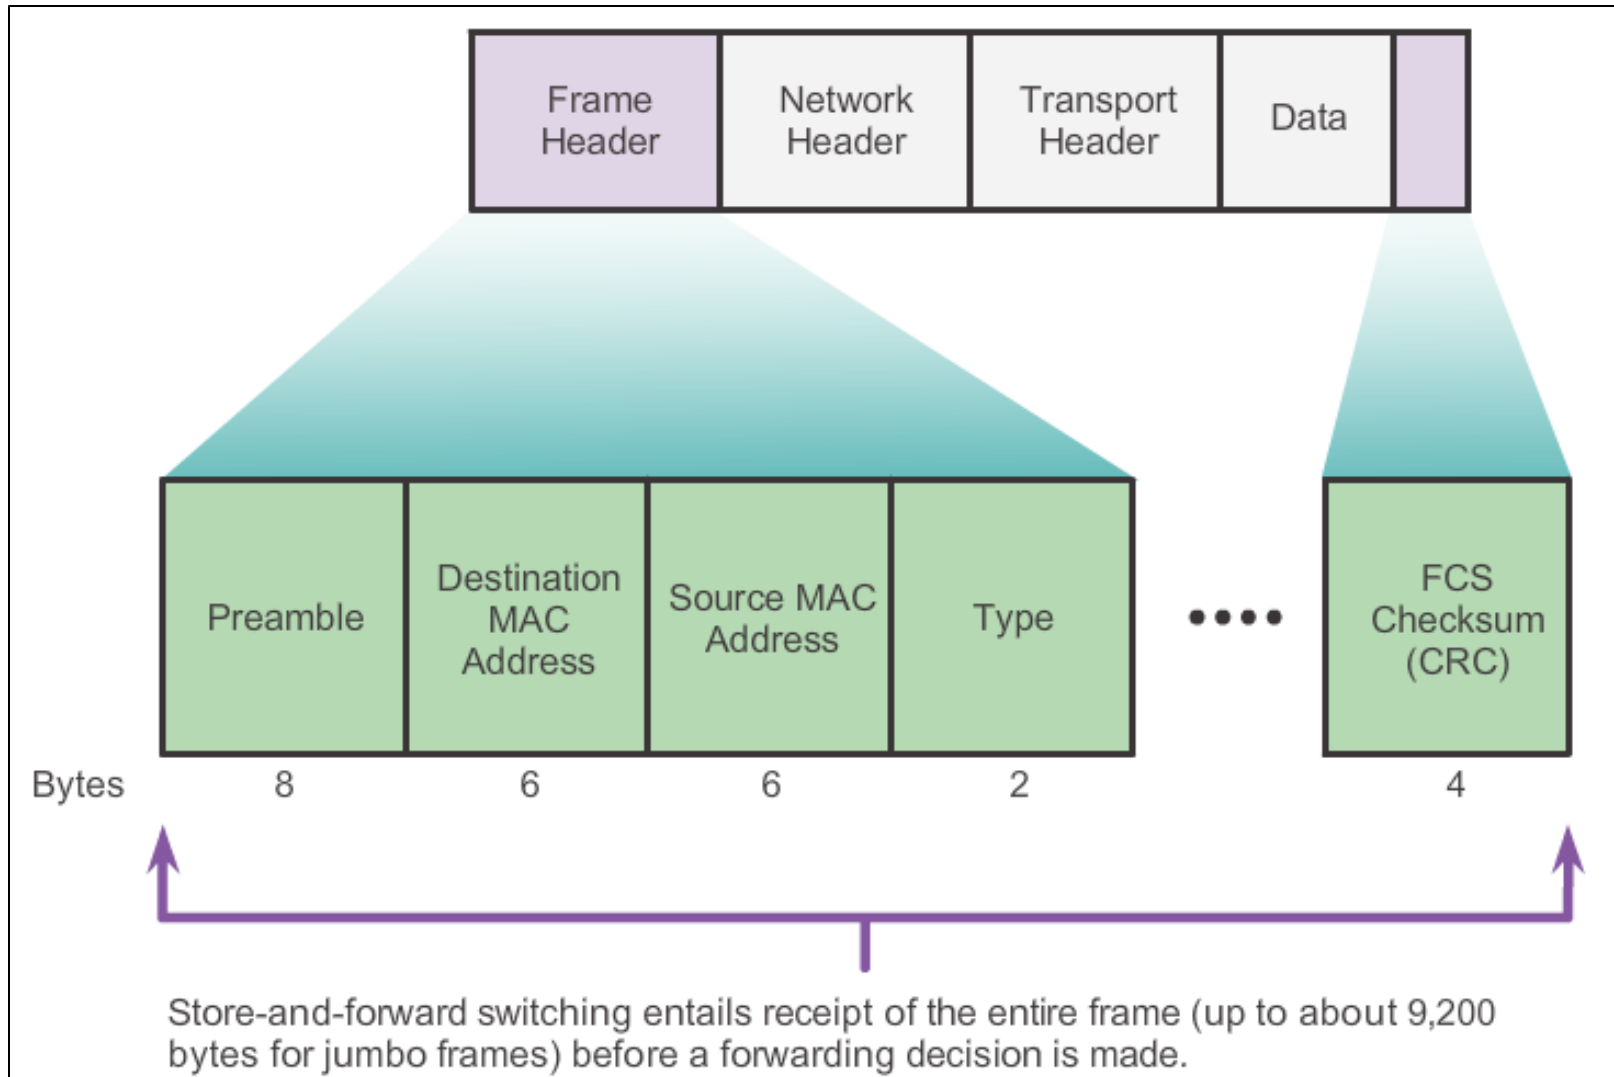 Frame
Header
Network
Header
Transport
Header
Data
Preamble
Destination
MAC
Address
Source MAC
Address
Type
FCS
Checksum
(CRC)
Bytes 8 6 6 2 4
Store-and-forward switching entails receipt of the entire frame (up to about 9,200
bytes for jumbo frames) before a forwarding decision is made.